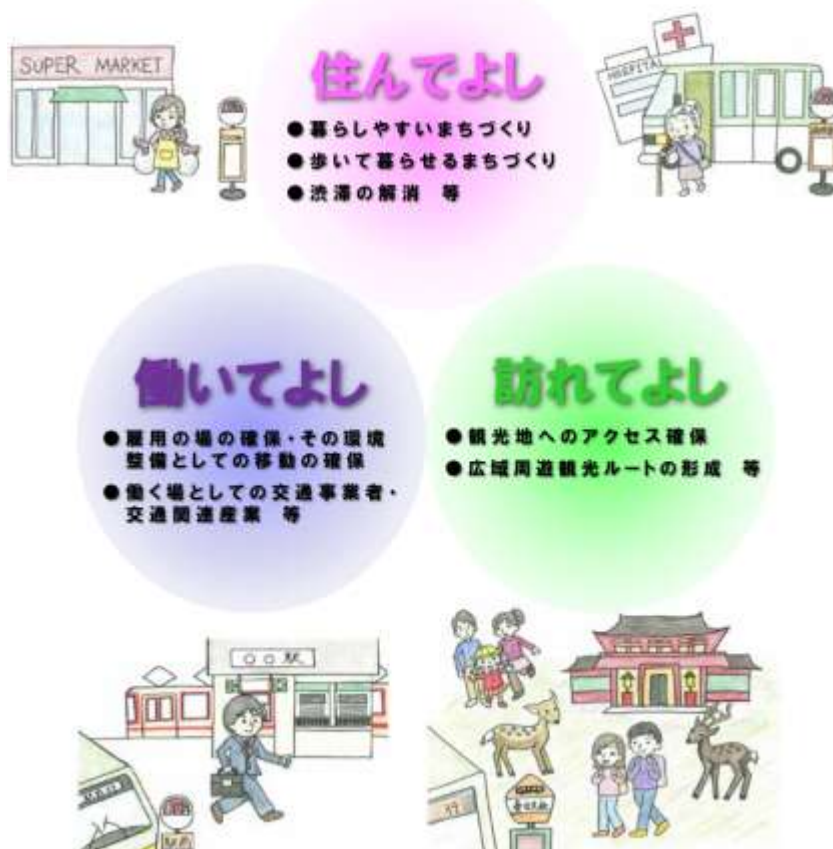 SUPER MARKET
住んでよし
●暮らしやすいまちづくり
●歩いて暮らせるまちづくり
●渋滞の解消 等
働いてよし
●雇用の場の確保・その環境
整備としての移動の確保
●働く場としての交通事業者・
交通関連産業 等
訪れてよし
●観光地へのアクセス確保
●広域周遊観光ルートの形成 等
○○駅